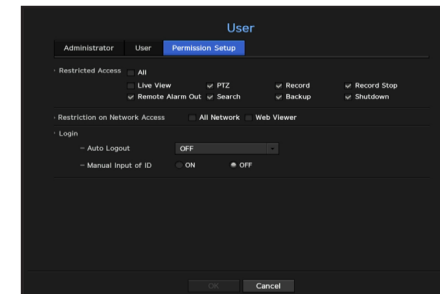 User
Administrator User Permission Setup
· Restricted Access All
Live View PTZ Record Record Stop
Remote Alarm Out Search Backup Shutdown
· Restriction on Network Access All Network Web Viewer
· Login
– Auto Logout OFF
– Manual Input of ID ON OFF
OK Cancel